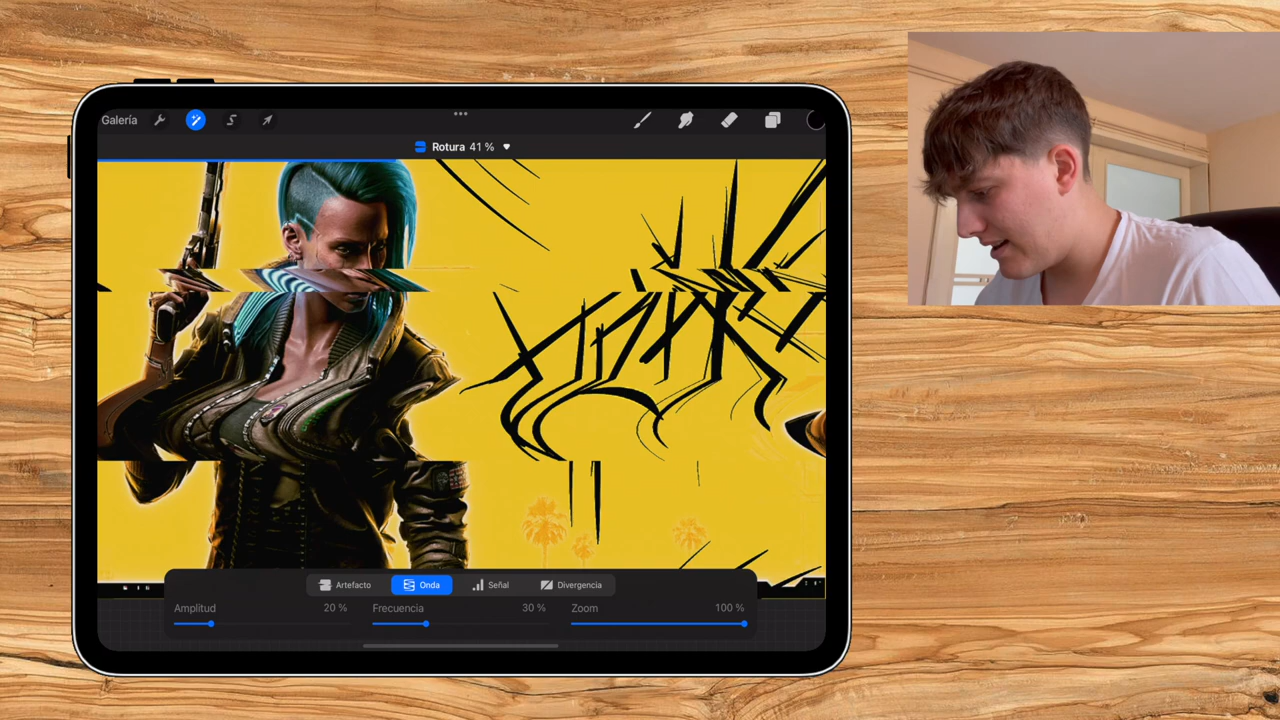 Galería
Rotura 41 %
Artefacto Onda Señal Divergencia
Amplitud 20 % Frecuencia 30 % Zoom 100 %